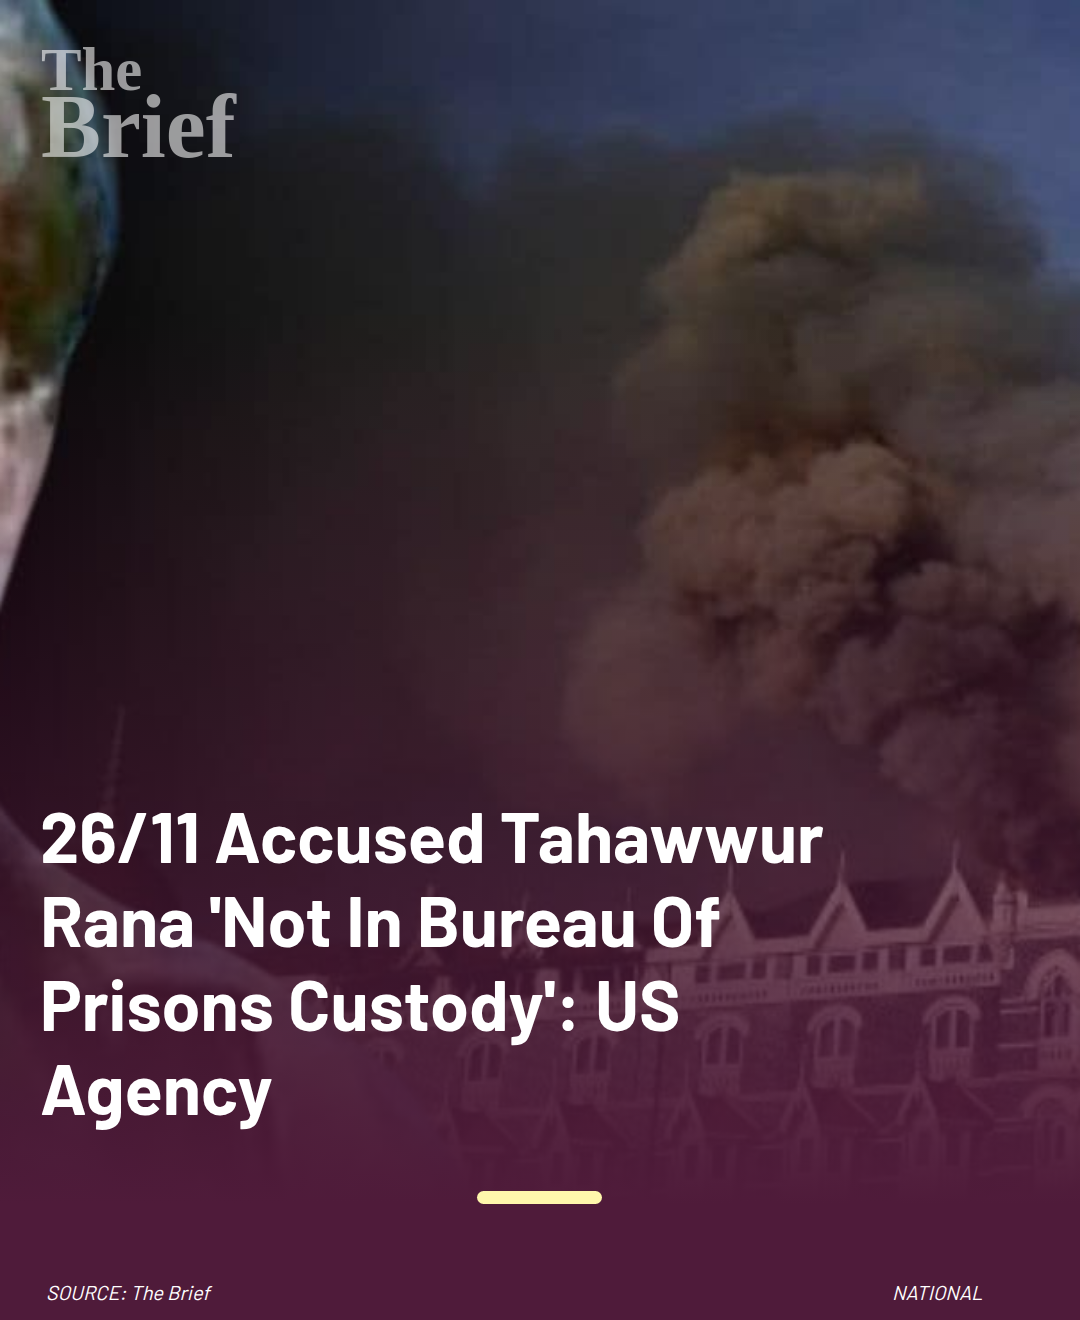 The
Brief
26/11 Accused Tahawwur
Rana 'Not In Bureau Of
Prisons Custody': US
Agency
SOURCE: The Brief
NATIONAL